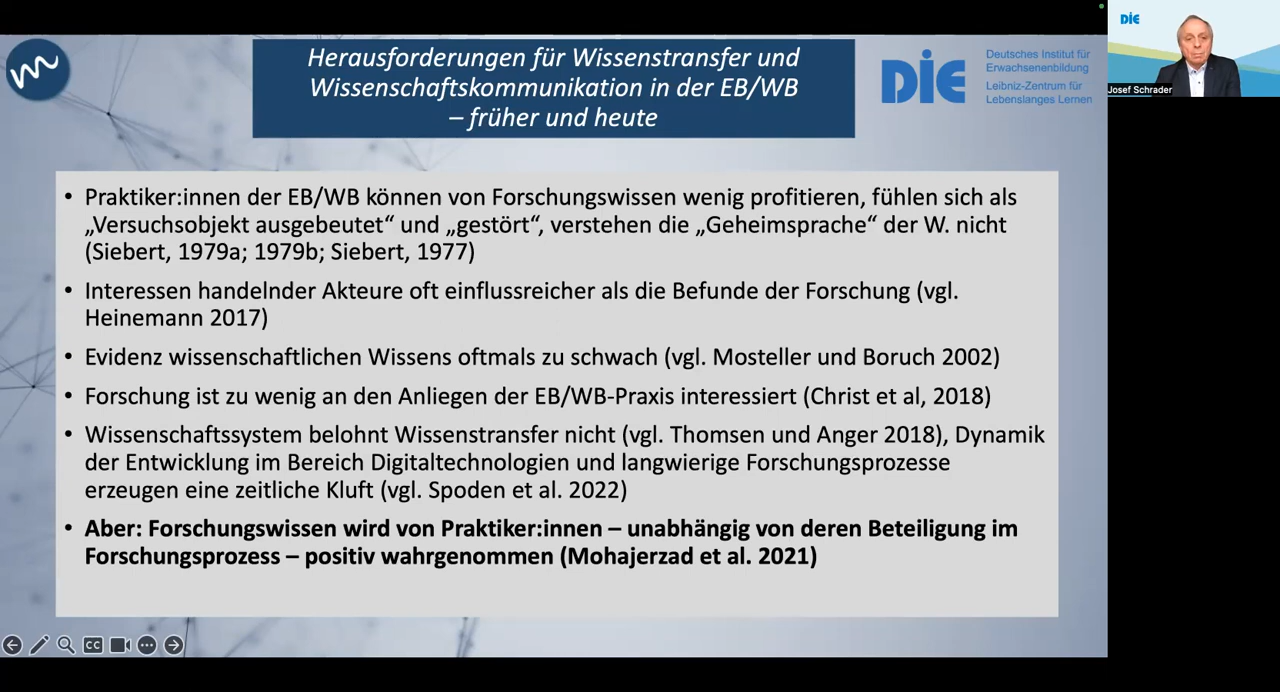 Herausforderungen für Wissenstransfer und
Wissenschaftskommunikation in der EB/WB
– früher und heute
DIE
Deutsches Institut für
Erwachsenenbildung
Leibniz-Zentrum für
Lebenslanges Lernen
DIE
Josef Schrader
• Praktiker:innen der EB/WB können von Forschungswissen wenig profitieren, fühlen sich als
„Versuchsobjekt ausgebeutet“ und „gestört“, verstehen die „Geheimsprache“ der W. nicht
(Siebert, 1979a; 1979b; Siebert, 1977)
• Interessen handelnder Akteure oft einflussreicher als die Befunde der Forschung (vgl.
Heinemann 2017)
• Evidenz wissenschaftlichen Wissens oftmals zu schwach (vgl. Mosteller und Boruch 2002)
• Forschung ist zu wenig an den Anliegen der EB/WB-Praxis interessiert (Christ et al, 2018)
• Wissenschaftssystem belohnt Wissenstransfer nicht (vgl. Thomsen und Anger 2018), Dynamik
der Entwicklung im Bereich Digitaltechnologien und langwierige Forschungsprozesse
erzeugen eine zeitliche Kluft (vgl. Spoden et al. 2022)
• Aber: Forschungswissen wird von Praktiker:innen – unabhängig von deren Beteiligung im
Forschungsprozess – positiv wahrgenommen (Mohajerzad et al. 2021)
CC